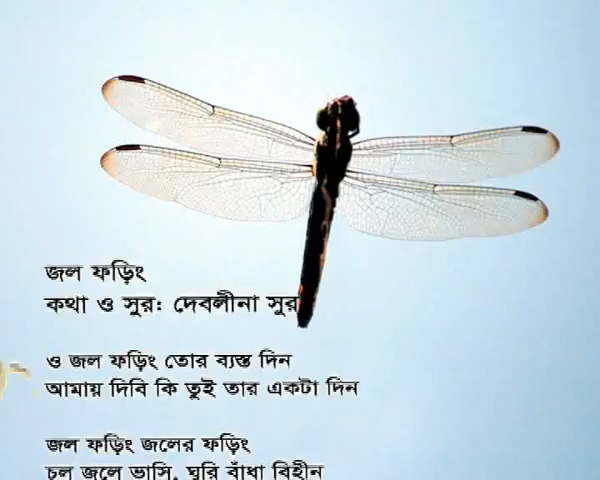 জল ফড়িং
কথা ও সুর: দেবলীনা সুর
ও জল ফড়িং তোর ব্যস্ত দিন
আমায় দিবি কি তুই তার একটা দিন
জল ফড়িং জলের ফড়িং
চল জলে ভাসি, ঘুরি বাঁধা বিহীন